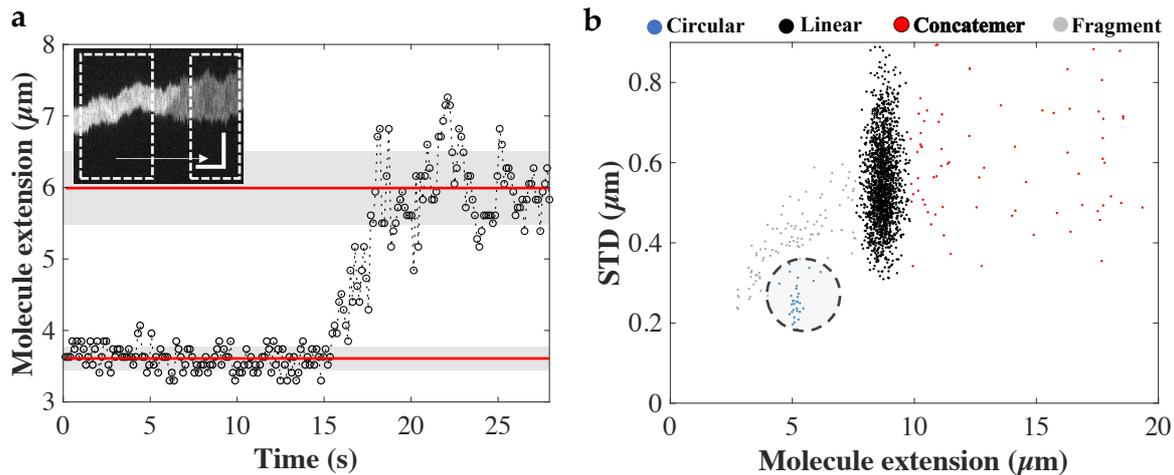 a
Molecule extension (μm)
8
7
6
5
4
3
0 5 10 15 20 25
Time (s)
b
Circular Linear Concatemer Fragment
STD (μm)
0.8
0.6
0.4
0.2
0
0 5 10 15 20
Molecule extension (μm)